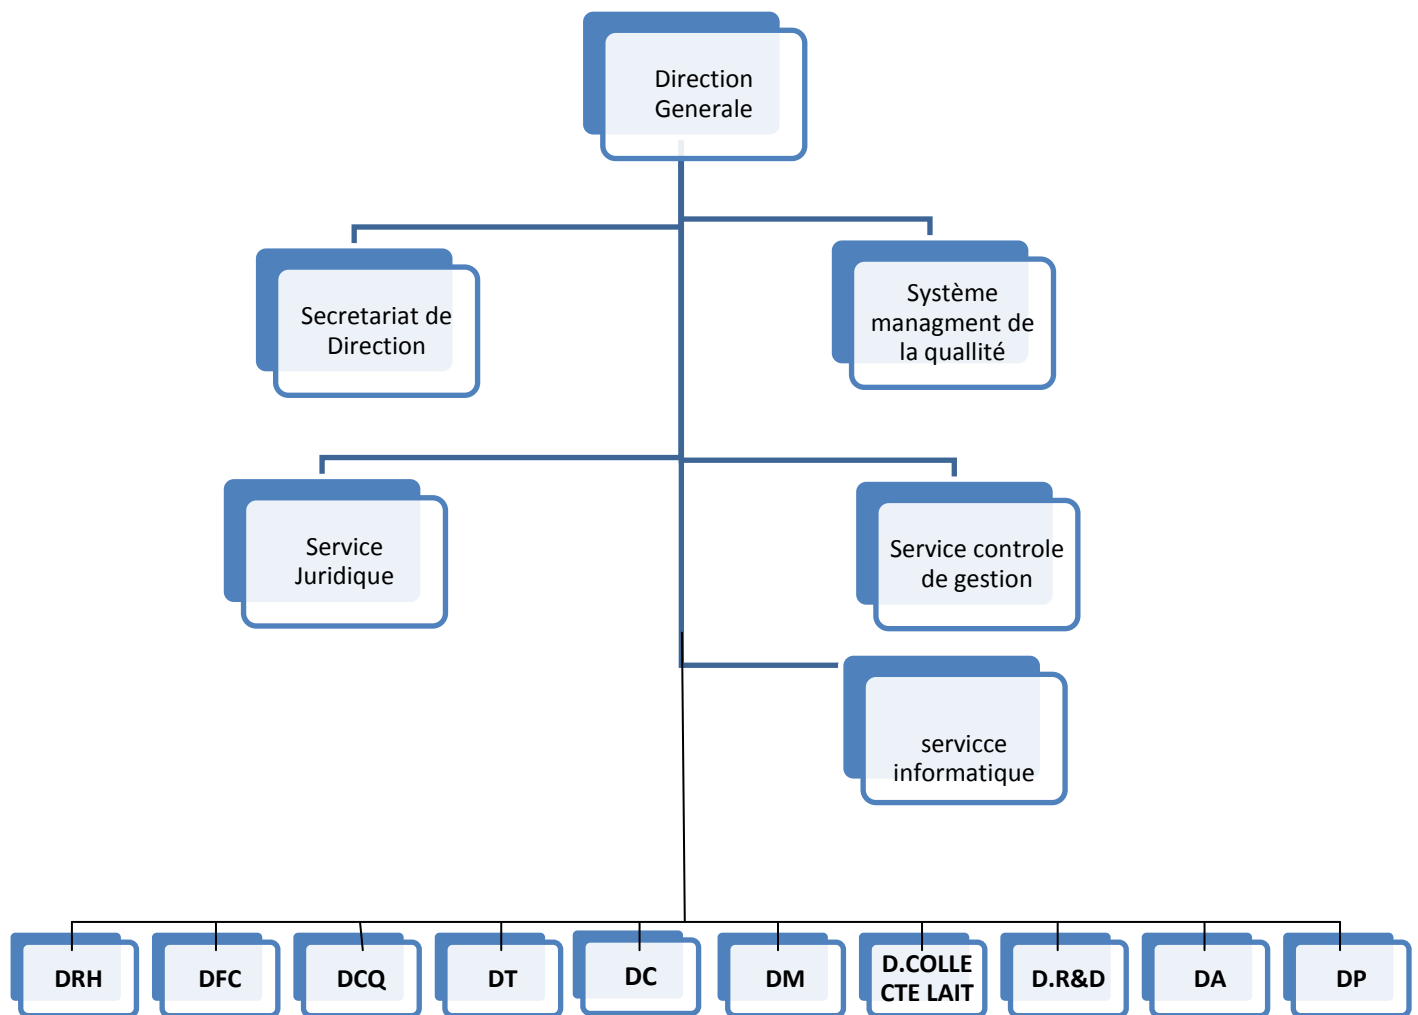 Direction
Generale
Secretariat de
Direction
Système
managment de
la quallité
Service
Juridique
Service controle
de gestion
servicce
informatique
DRH
DFC
DCQ
DT
DC
DM
D.COLLE
CTE LAIT
D.R&D
DA
DP